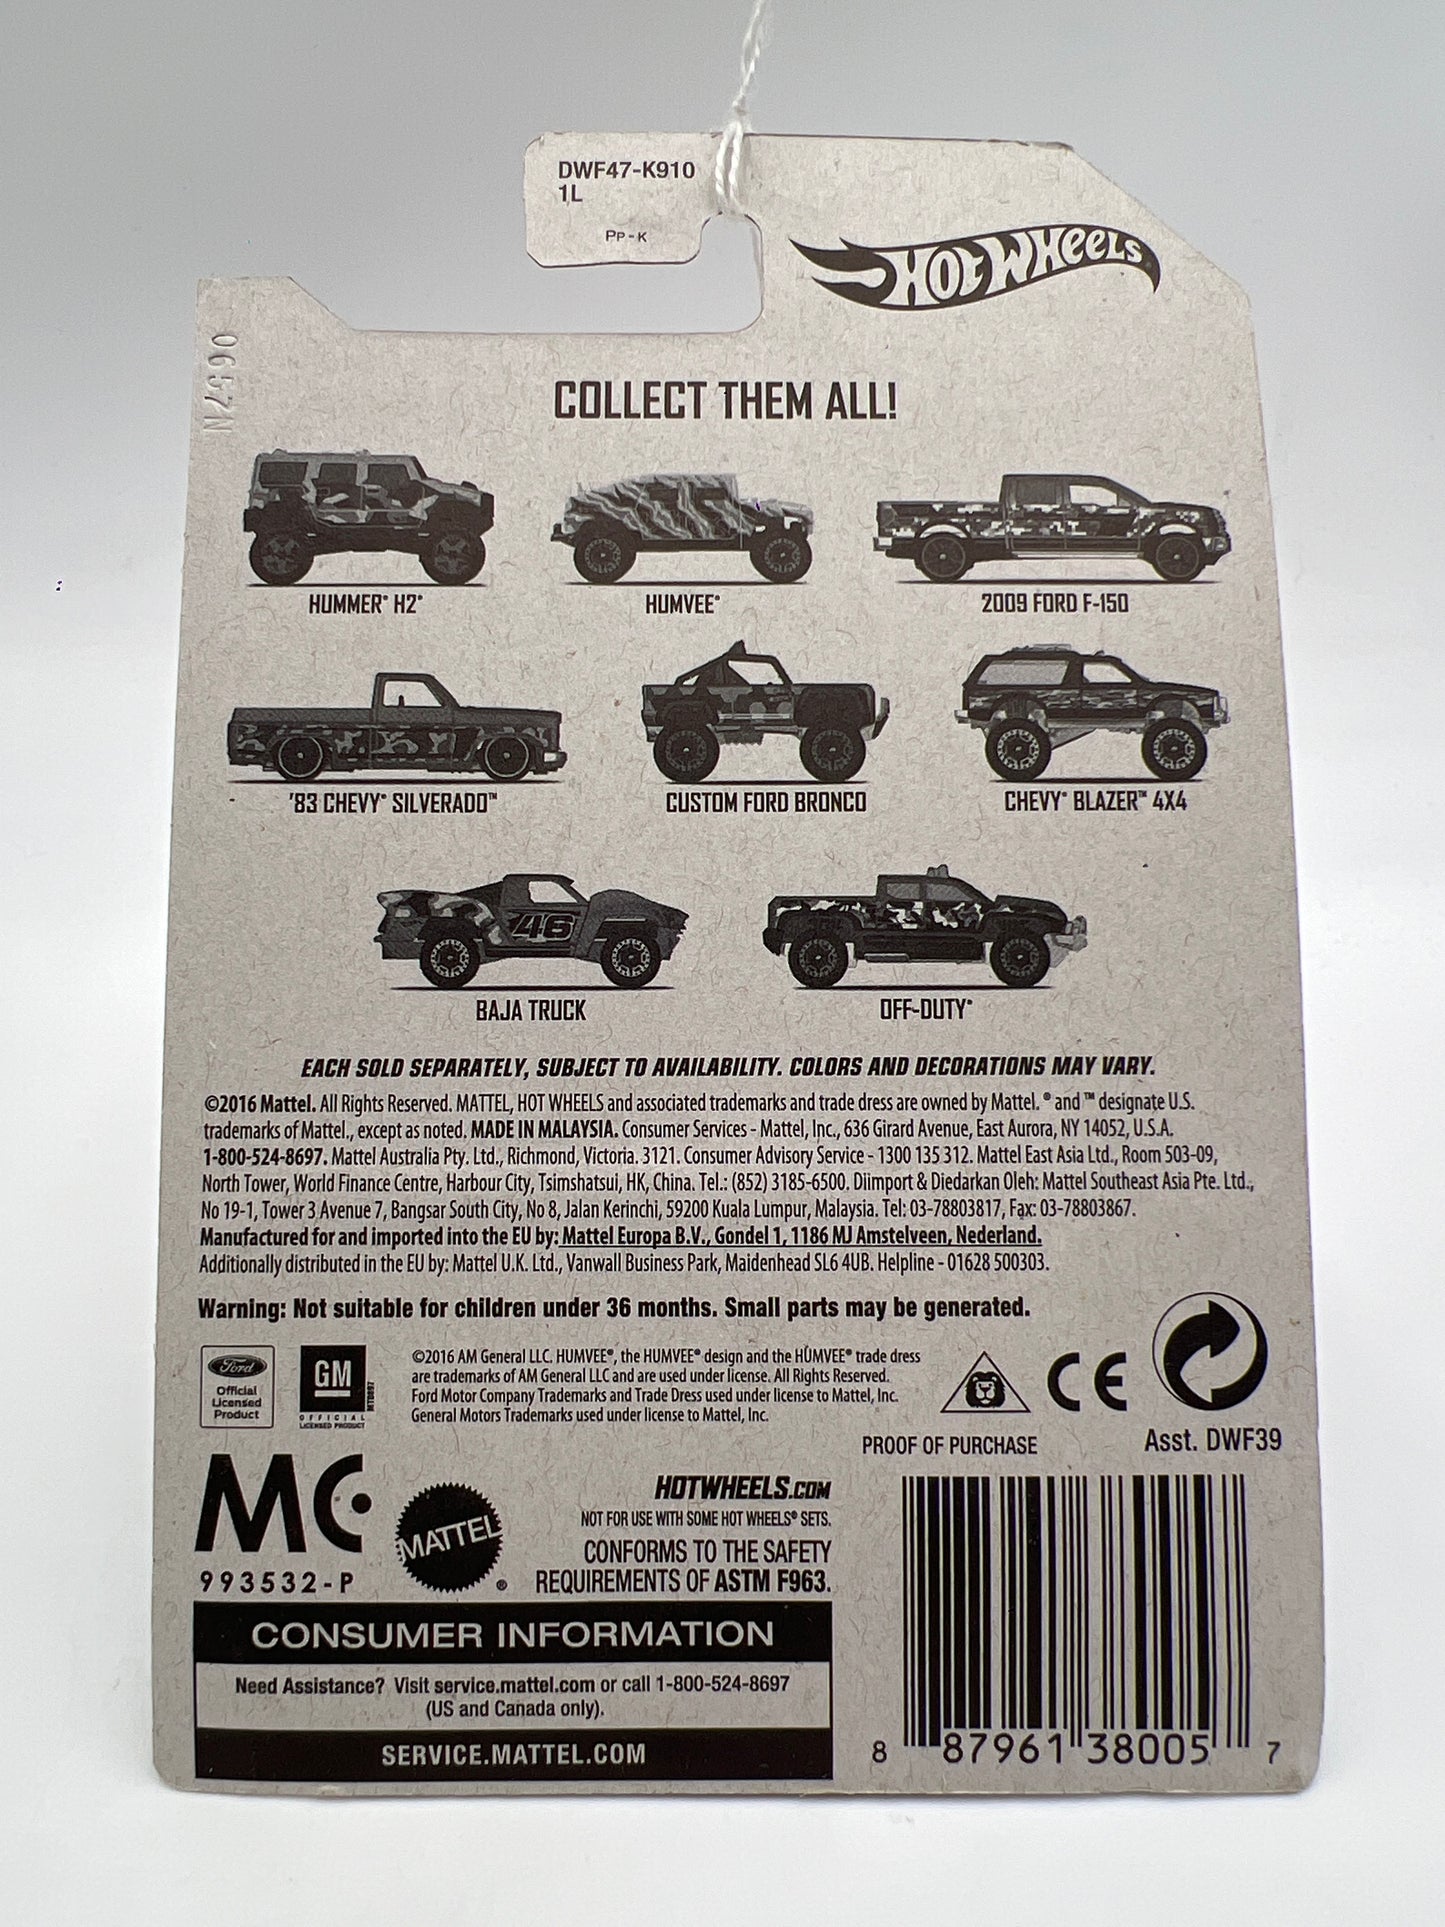 DWF47-K910
1L
PP-K
HOT WHEELS
0657N
COLLECT THEM ALL!
HUMMER® H2®
HUMVEE®
2009 FORD F-150
'83 CHEVY® SILVERADO™
CUSTOM FORD BRONCO
CHEVY® BLAZER™ 4X4
46
BAJA TRUCK
OFF-DUTY®
EACH SOLD SEPARATELY, SUBJECT TO AVAILABILITY. COLORS AND DECORATIONS MAY VARY.
©2016 Mattel. All Rights Reserved. MATTEL, HOT WHEELS and associated trademarks and trade dress are owned by Mattel. ® and ™ designate U.S.
trademarks of Mattel., except as noted. MADE IN MALAYSIA. Consumer Services - Mattel, Inc., 636 Girard Avenue, East Aurora, NY 14052, U.S.A.
1-800-524-8697. Mattel Australia Pty. Ltd., Richmond, Victoria. 3121. Consumer Advisory Service - 1300 135 312. Mattel East Asia Ltd., Room 503-09,
North Tower, World Finance Centre, Harbour City, Tsimshatsui, HK, China. Tel.: (852) 3185-6500. Diimport & Diedarkan Oleh: Mattel Southeast Asia Pte. Ltd.,
No 19-1, Tower 3 Avenue 7, Bangsar South City, No 8, Jalan Kerinchi, 59200 Kuala Lumpur, Malaysia. Tel: 03-78803817, Fax: 03-78803867.
Manufactured for and imported into the EU by: Mattel Europa B.V., Gondel 1, 1186 MJ Amstelveen, Nederland.
Additionally distributed in the EU by: Mattel U.K. Ltd., Vanwall Business Park, Maidenhead SL6 4UB. Helpline - 01628 500303.
Warning: Not suitable for children under 36 months. Small parts may be generated.
Ford
Official
Licensed
Product
GM
OFFICIAL
LICENSED PRODUCT
©2016 AM General LLC. HUMVEE®, the HUMVEE® design and the HUMVEE® trade dress
are trademarks of AM General LLC and are used under license. All Rights Reserved.
Ford Motor Company Trademarks and Trade Dress used under license to Mattel, Inc.
General Motors Trademarks used under license to Mattel, Inc.
CE
PROOF OF PURCHASE
Asst. DWF39
MC
993532-P
MATTEL®
HOTWHEELS.COM
NOT FOR USE WITH SOME HOT WHEELS® SETS.
CONFORMS TO THE SAFETY
REQUIREMENTS OF ASTM F963.
CONSUMER INFORMATION
Need Assistance? Visit service.mattel.com or call 1-800-524-8697
(US and Canada only).
SERVICE.MATTEL.COM
8 87961 38005 7